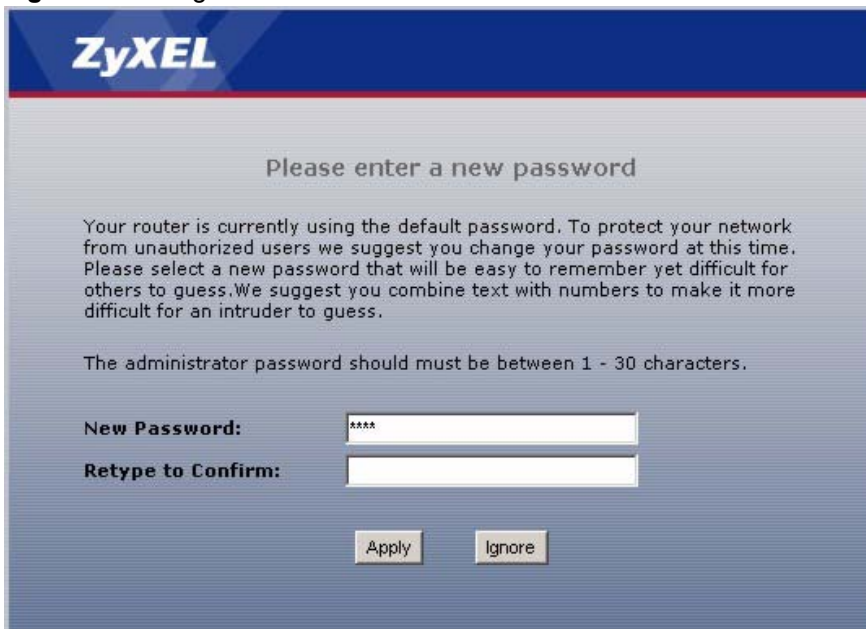 ZyXEL
Please enter a new password
Your router is currently using the default password. To protect your network
from unauthorized users we suggest you change your password at this time.
Please select a new password that will be easy to remember yet difficult for
others to guess.We suggest you combine text with numbers to make it more
difficult for an intruder to guess.
The administrator password should must be between 1 - 30 characters.
New Password: ****
Retype to Confirm:
Apply Ignore